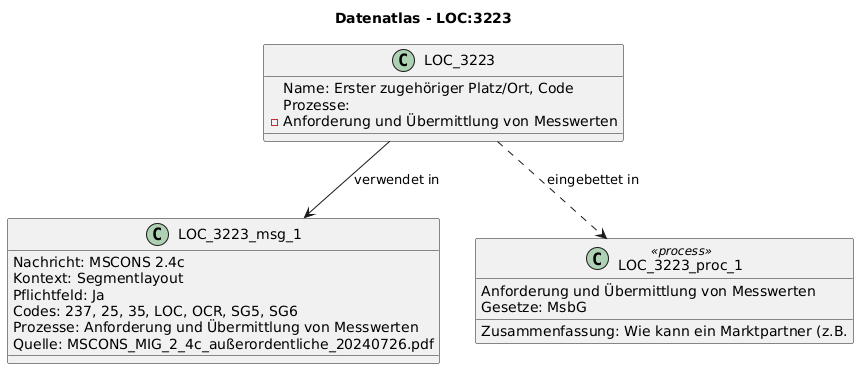 Datenatlas - LOC:3223
C LOC_3223
Name: Erster zugehöriger Platz/Ort, Code
Prozesse:
Anforderung und Übermittlung von Messwerten
verwendet in
eingebettet in
C LOC_3223_msg_1
Nachricht: MSCONS 2.4c
Kontext: Segmentlayout
Pflichtfeld: Ja
Codes: 237, 25, 35, LOC, OCR, SG5, SG6
Prozesse: Anforderung und Übermittlung von Messwerten
Quelle: MSCONS_MIG_2_4c_außerordentliche_20240726.pdf
«process»
C LOC_3223_proc_1
Anforderung und Übermittlung von Messwerten
Gesetze: MsbG
Zusammenfassung: Wie kann ein Marktpartner (z.B.